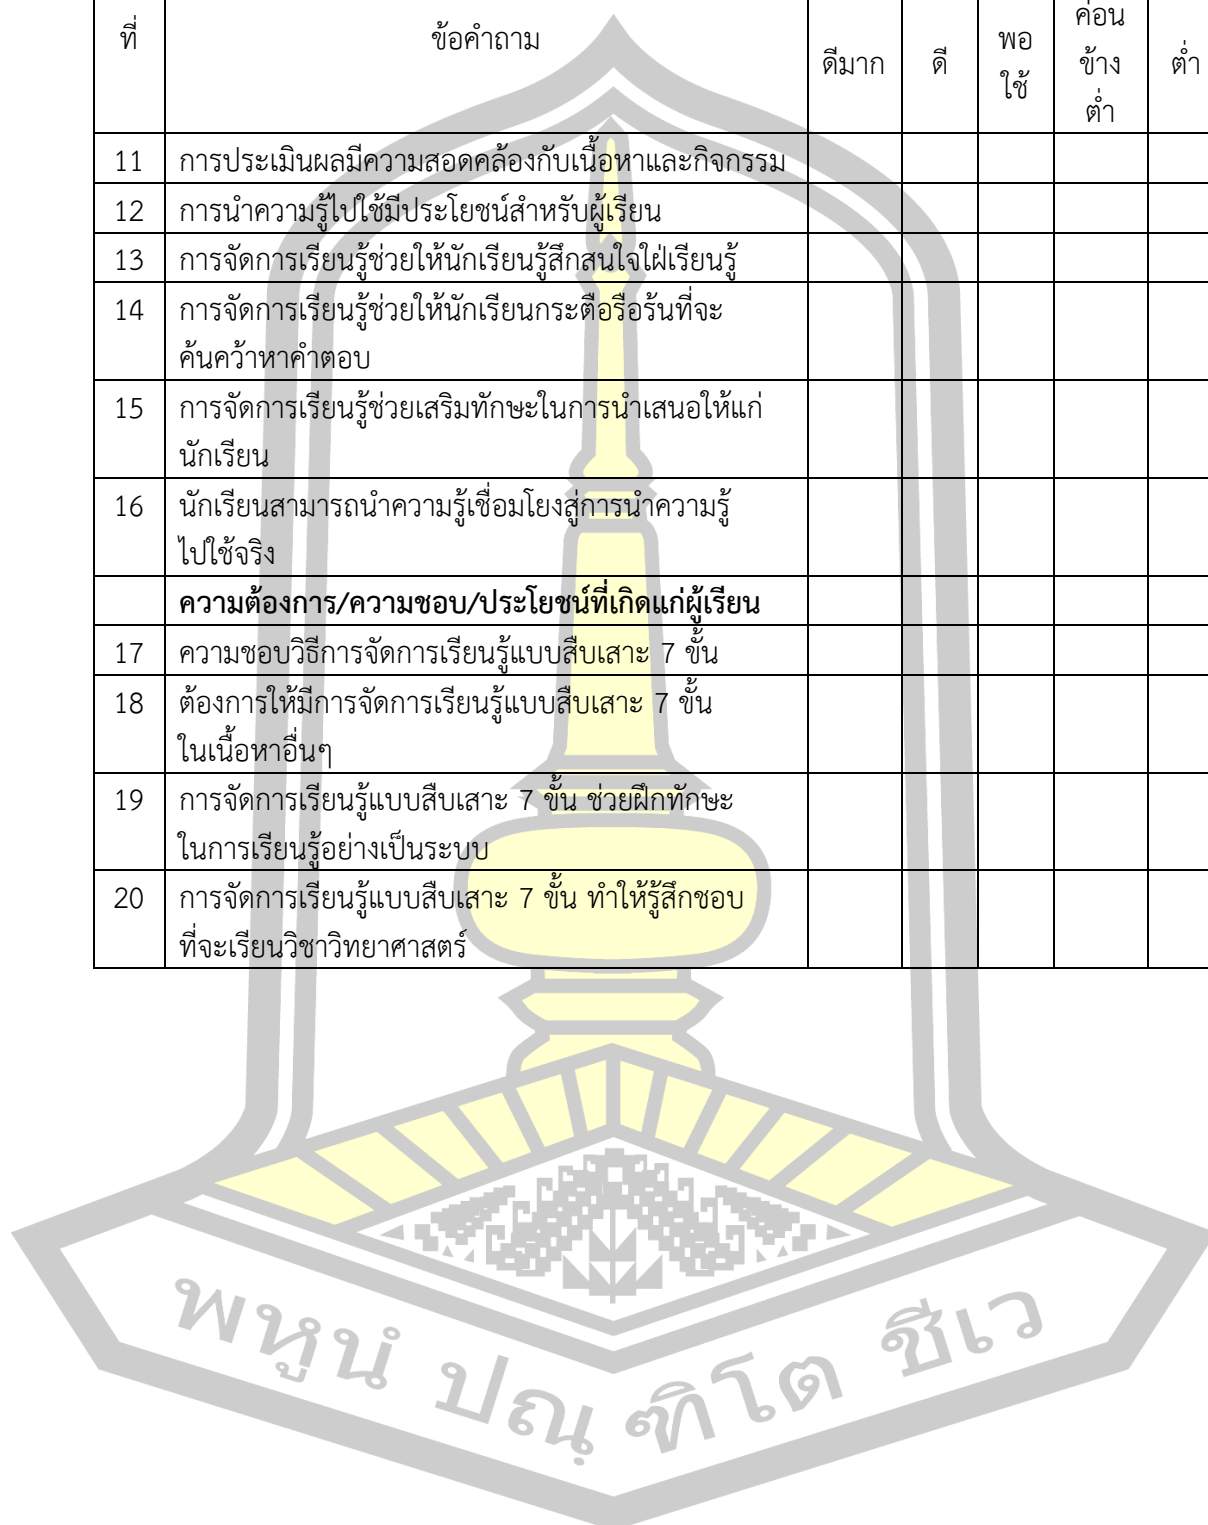 ที่ ข้อคำถาม ดีมาก ดี พอใช้ ค่อนข้างต่ำ ต่ำ
11 การประเมินผลมีความสอดคล้องกับเนื้อหาและกิจกรรม
12 การนำความรู้ไปใช้มีประโยชน์สำหรับผู้เรียน
13 การจัดการเรียนรู้ช่วยให้นักเรียนรู้สึกสนใจใฝ่เรียนรู้
14 การจัดการเรียนรู้ช่วยให้นักเรียนกระตือรือร้นที่จะ
ค้นคว้าหาคำตอบ
15 การจัดการเรียนรู้ช่วยเสริมทักษะในการนำเสนอให้แก่
นักเรียน
16 นักเรียนสามารถนำความรู้เชื่อมโยงสู่การนำความรู้
ไปใช้จริง
ความต้องการ/ความชอบ/ประโยชน์ที่เกิดแก่ผู้เรียน
17 ความชอบวิธีการจัดการเรียนรู้แบบสืบเสาะ 7 ขั้น
18 ต้องการให้มีการจัดการเรียนรู้แบบสืบเสาะ 7 ขั้น
ในเนื้อหาอื่นๆ
19 การจัดการเรียนรู้แบบสืบเสาะ 7 ขั้น ช่วยฝึกทักษะ
ในการเรียนรู้อย่างเป็นระบบ
20 การจัดการเรียนรู้แบบสืบเสาะ 7 ขั้น ทำให้รู้สึกชอบ
ที่จะเรียนวิชาวิทยาศาสตร์
พหูนํ ปณฺฑิโต ชีเว